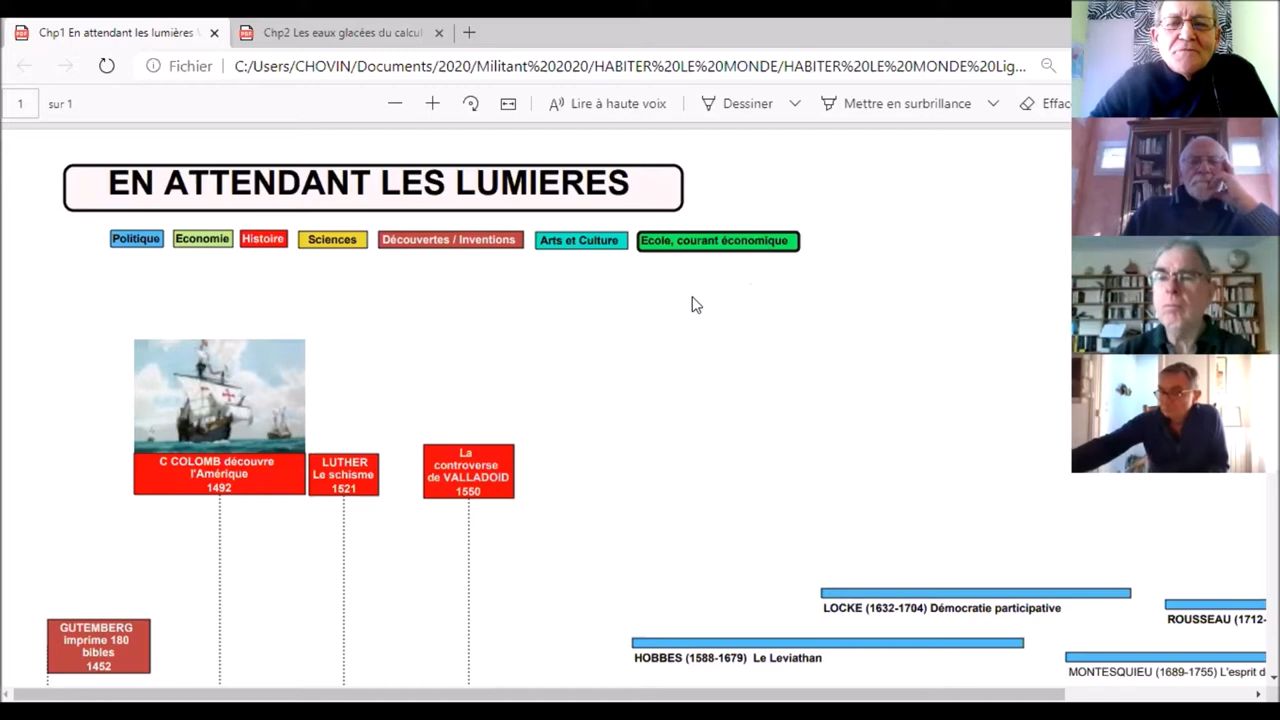 Chp1 En attendant les lumières
Chp2 Les eaux glacées du calcul
Fichier
C:/Users/CHOVIN/Documents/2020/Militant%202020/HABITER%20LE%20MONDE/HABITER%20LE%20MONDE%20Lig...
1
sur 1
Lire à haute voix
Dessiner
Mettre en surbrillance
Efface
EN ATTENDANT LES LUMIERES
Politique
Economie
Histoire
Sciences
Découvertes / Inventions
Arts et Culture
Ecole, courant économique
C COLOMB découvre
l'Amérique
1492
LUTHER
Le schisme
1521
La
controverse
de VALLADOID
1550
GUTEMBERG
imprime 180
bibles
1452
LOCKE (1632-1704) Démocratie participative
ROUSSEAU (1712-
HOBBES (1588-1679) Le Leviathan
MONTESQUIEU (1689-1755) L'esprit d